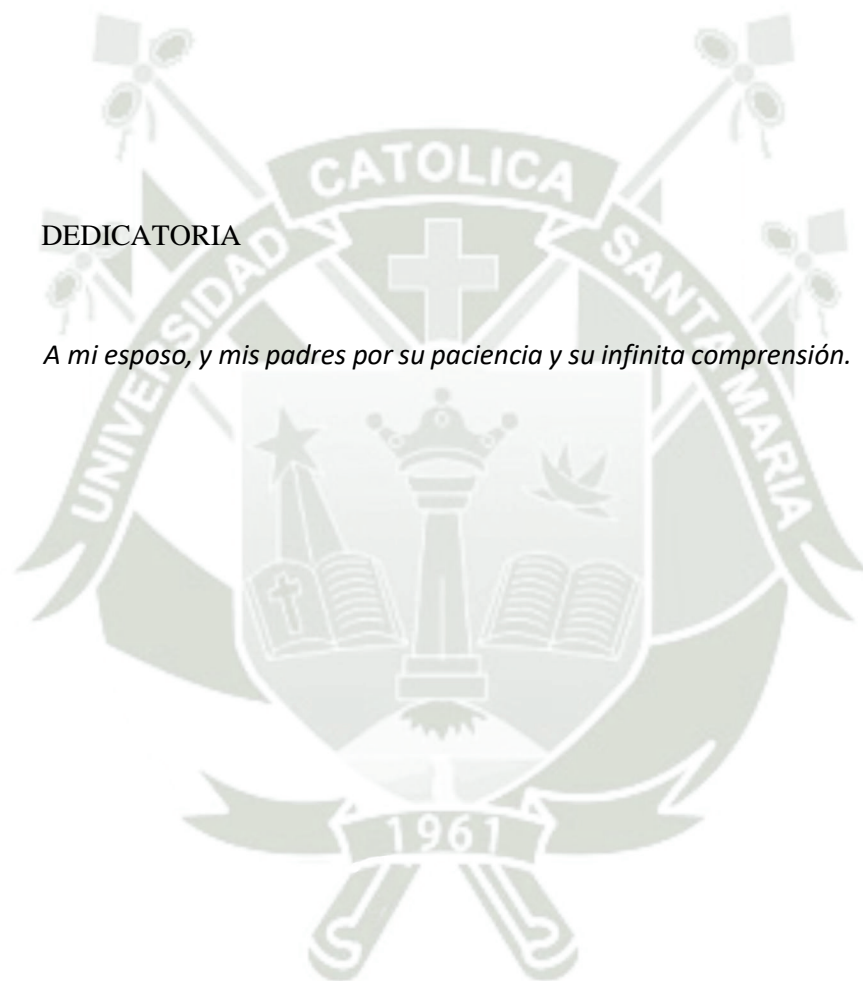 CATOLICA
UNIVERSIDAD
SANTA MARIA
DEDICATORIA
A mi esposo, y mis padres por su paciencia y su infinita comprensión.
1961